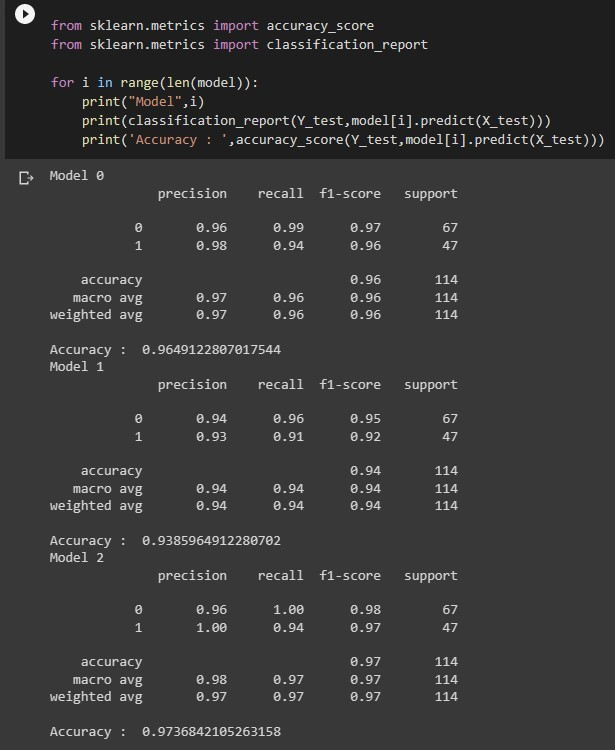 from sklearn.metrics import accuracy_score
from sklearn.metrics import classification_report
for i in range(len(model)):
print("Model",i)
print(classification_report(Y_test,model[i].predict(X_test)))
print('Accuracy : ',accuracy_score(Y_test,model[i].predict(X_test)))
Model 0
precision recall f1-score support
0 0.96 0.99 0.97 67
1 0.98 0.94 0.96 47
accuracy 0.96 114
macro avg 0.97 0.96 0.96 114
weighted avg 0.97 0.96 0.96 114
Accuracy : 0.9649122807017544
Model 1
precision recall f1-score support
0 0.94 0.96 0.95 67
1 0.93 0.91 0.92 47
accuracy 0.94 114
macro avg 0.94 0.94 0.94 114
weighted avg 0.94 0.94 0.94 114
Accuracy : 0.9385964912280702
Model 2
precision recall f1-score support
0 0.96 1.00 0.98 67
1 1.00 0.94 0.97 47
accuracy 0.97 114
macro avg 0.98 0.97 0.97 114
weighted avg 0.97 0.97 0.97 114
Accuracy : 0.9736842105263158